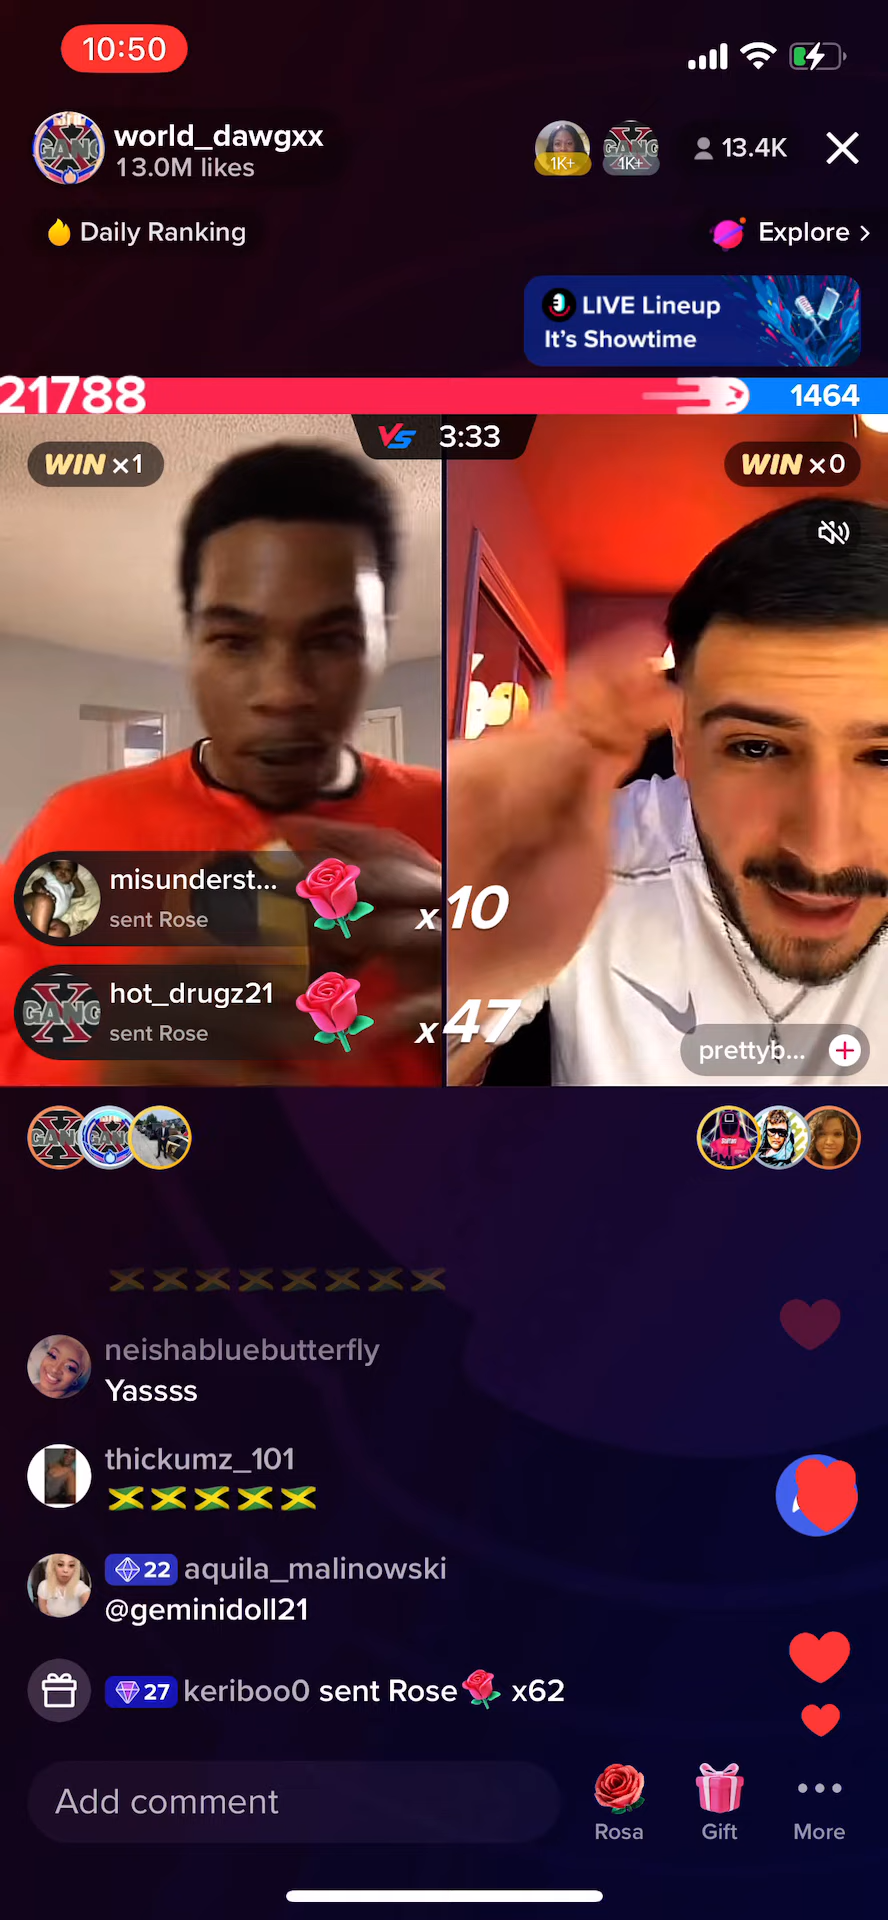 10:50
world_dawgxx
13.0M likes
1K+
1K+
13.4K
Daily Ranking
Explore >
LIVE Lineup
It's Showtime
21788
1464
VS 3:33
WIN x1
WIN x0
misunderst...
sent Rose
x10
hot_drugz21
sent Rose
x47
prettyb...
neishabluebutterfly
Yassss
thickumz_101
22 aquila_malinowski
@geminidoll21
27 keriboo0 sent Rose x62
Add comment
Rosa
Gift
More